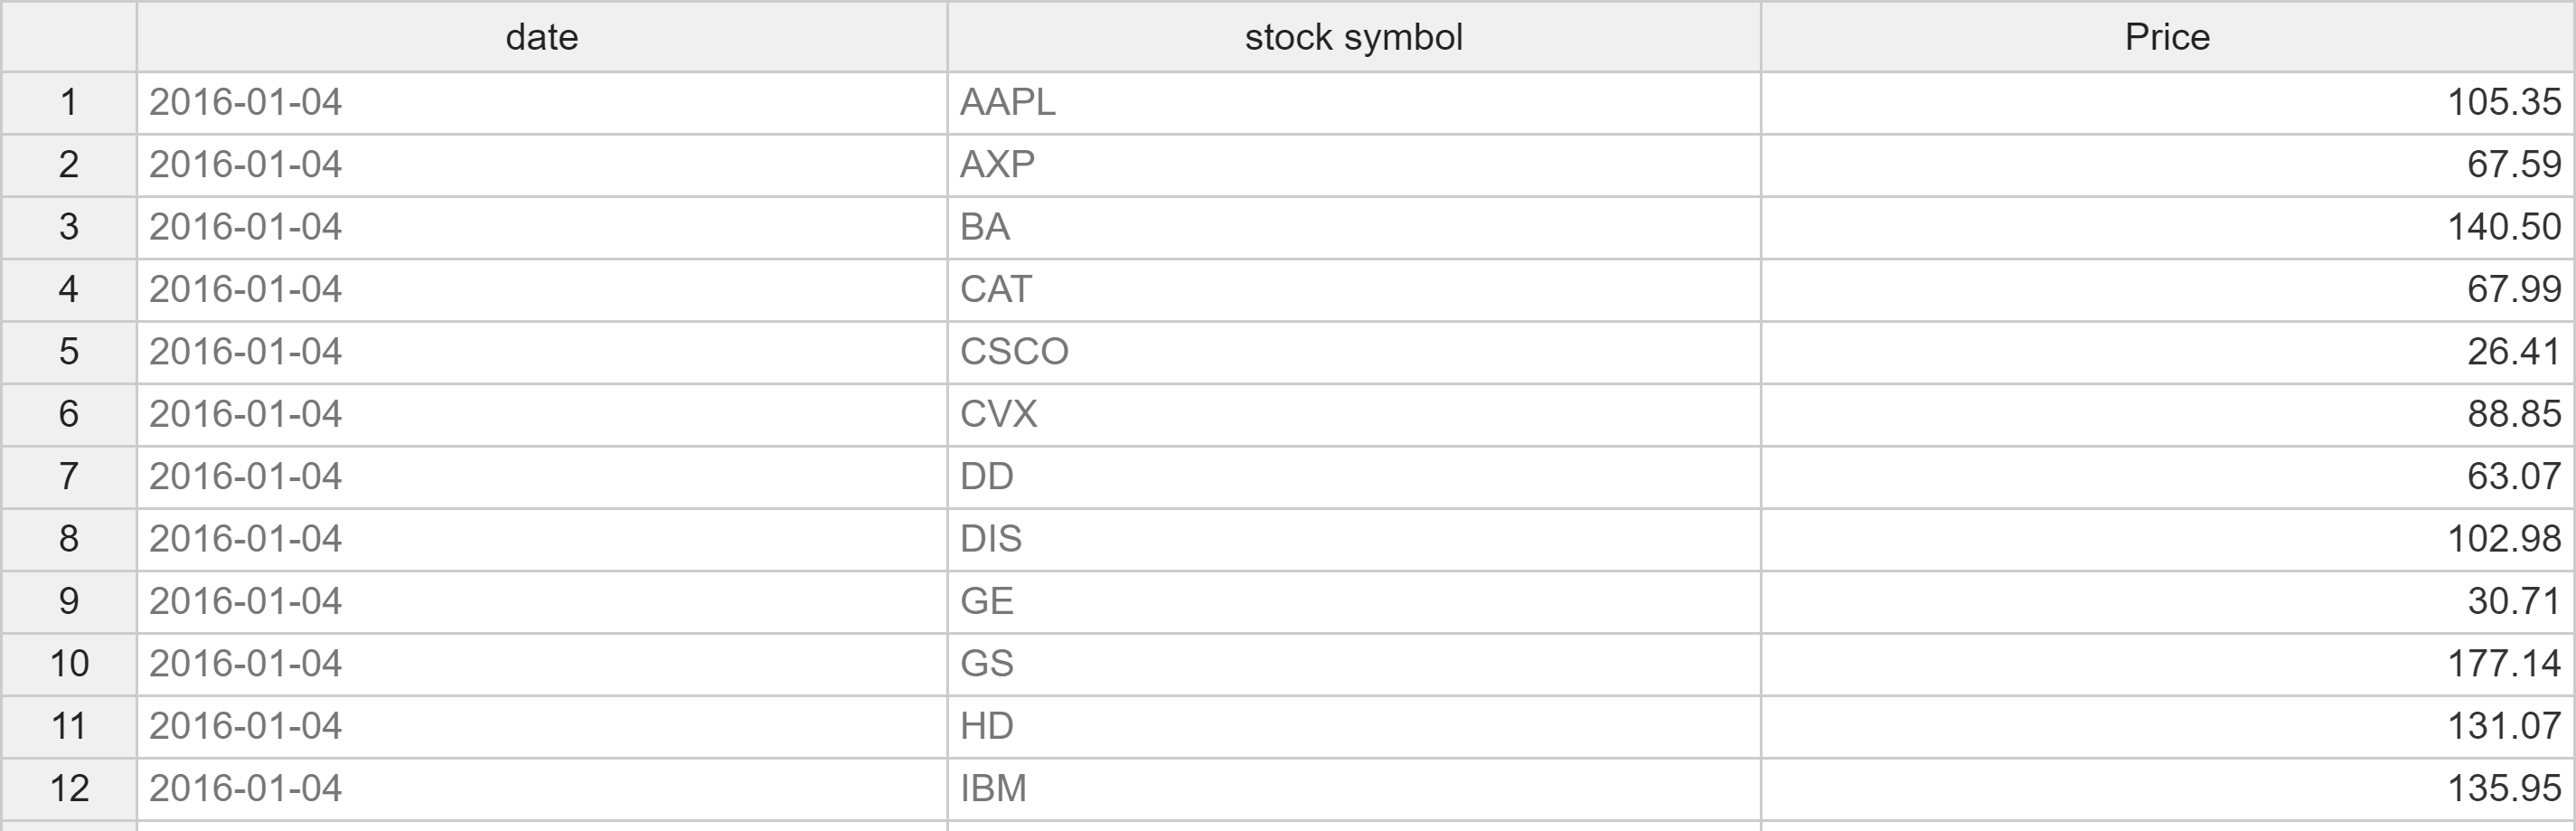 date stock symbol Price
1 2016-01-04 AAPL 105.35
2 2016-01-04 AXP 67.59
3 2016-01-04 BA 140.50
4 2016-01-04 CAT 67.99
5 2016-01-04 CSCO 26.41
6 2016-01-04 CVX 88.85
7 2016-01-04 DD 63.07
8 2016-01-04 DIS 102.98
9 2016-01-04 GE 30.71
10 2016-01-04 GS 177.14
11 2016-01-04 HD 131.07
12 2016-01-04 IBM 135.95